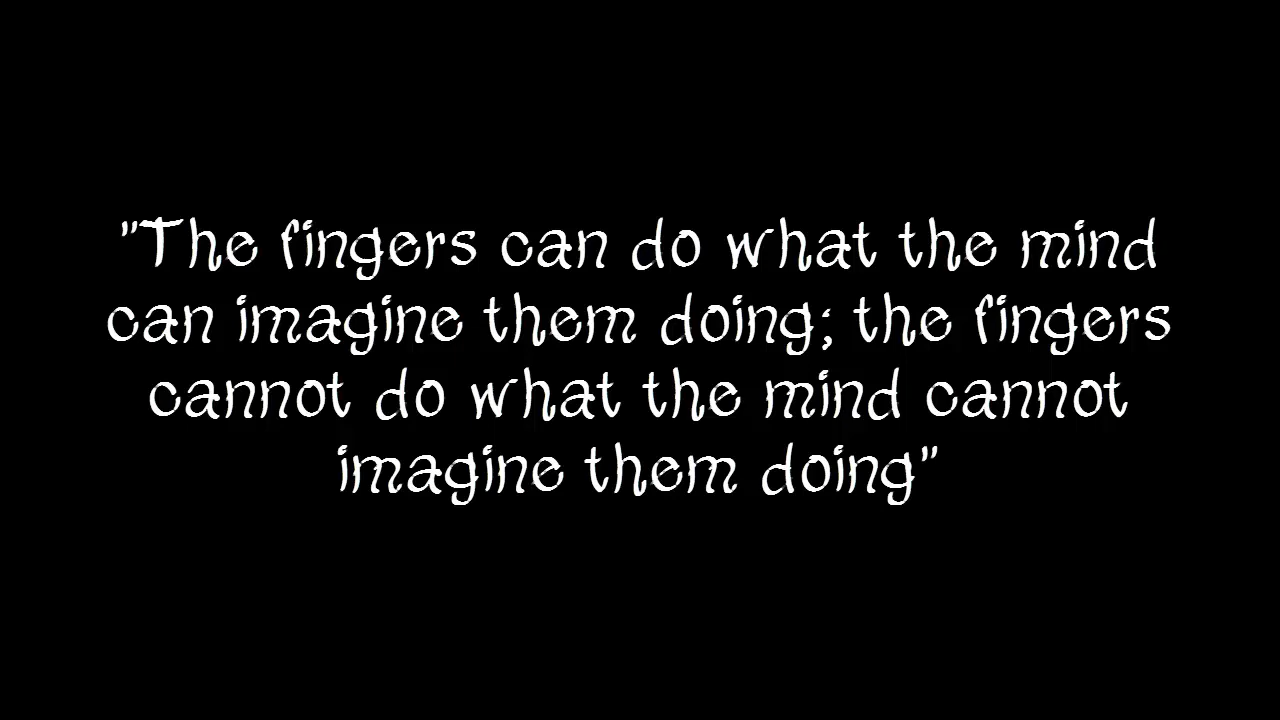 "The fingers can do what the mind
can imagine them doing; the fingers
cannot do what the mind cannot
imagine them doing"